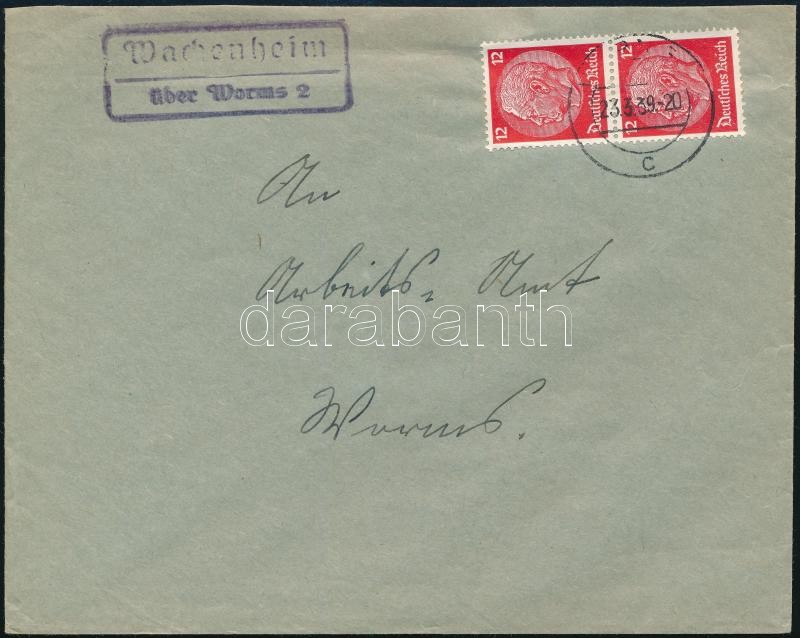 Wachenheim
über Worms 2
12 Deutsches Reich
12 Deutsches Reich
23.3.39.-20
c
An
Arbeits= Amt
darabanth
Worms.